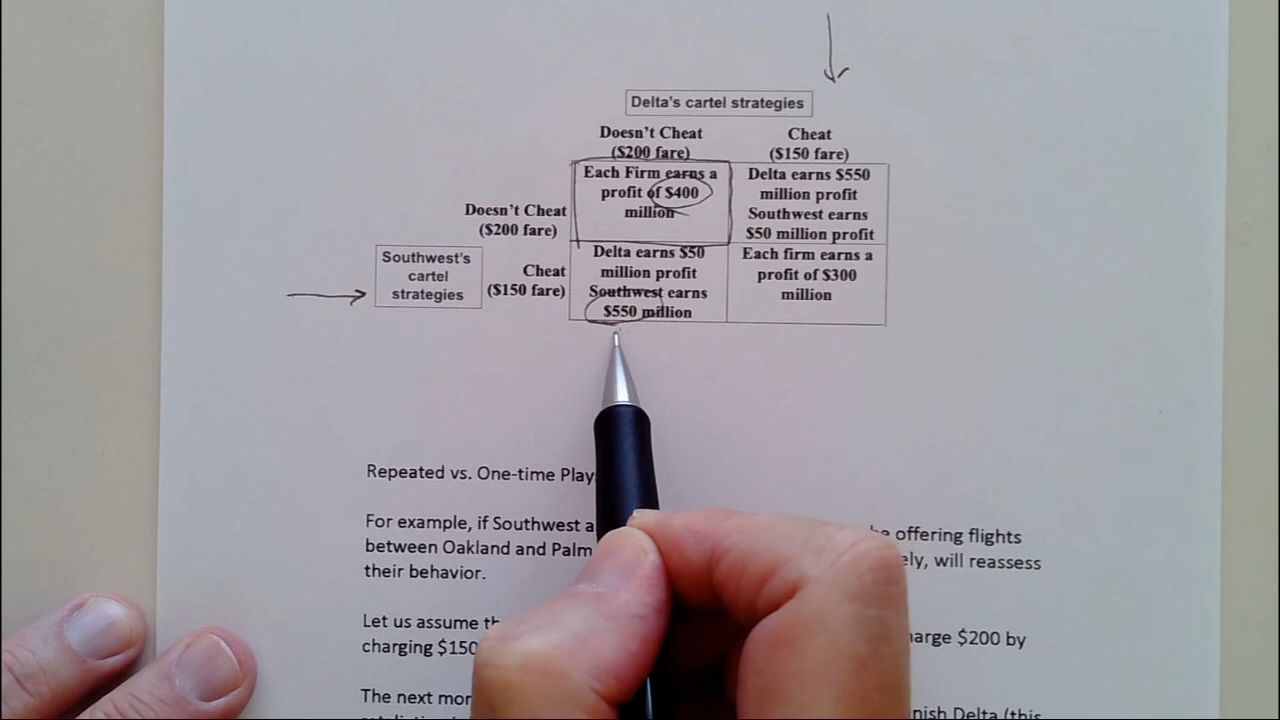 Delta's cartel strategies
Doesn't Cheat
($200 fare)
Cheat
($150 fare)
Doesn't Cheat
($200 fare)
Each Firm earns a
profit of $400
million
Delta earns $550
million profit
Southwest earns
$50 million profit
Southwest's
cartel
strategies
Cheat
($150 fare)
Delta earns $50
million profit
Southwest earns
$550 million
Each firm earns a
profit of $300
million
Repeated vs. One-time Play
For example, if Southwest offering flights
between Oakland and Palm will reassess
their behavior.
Let us assume $200 by
charging $150
The next Delta (this